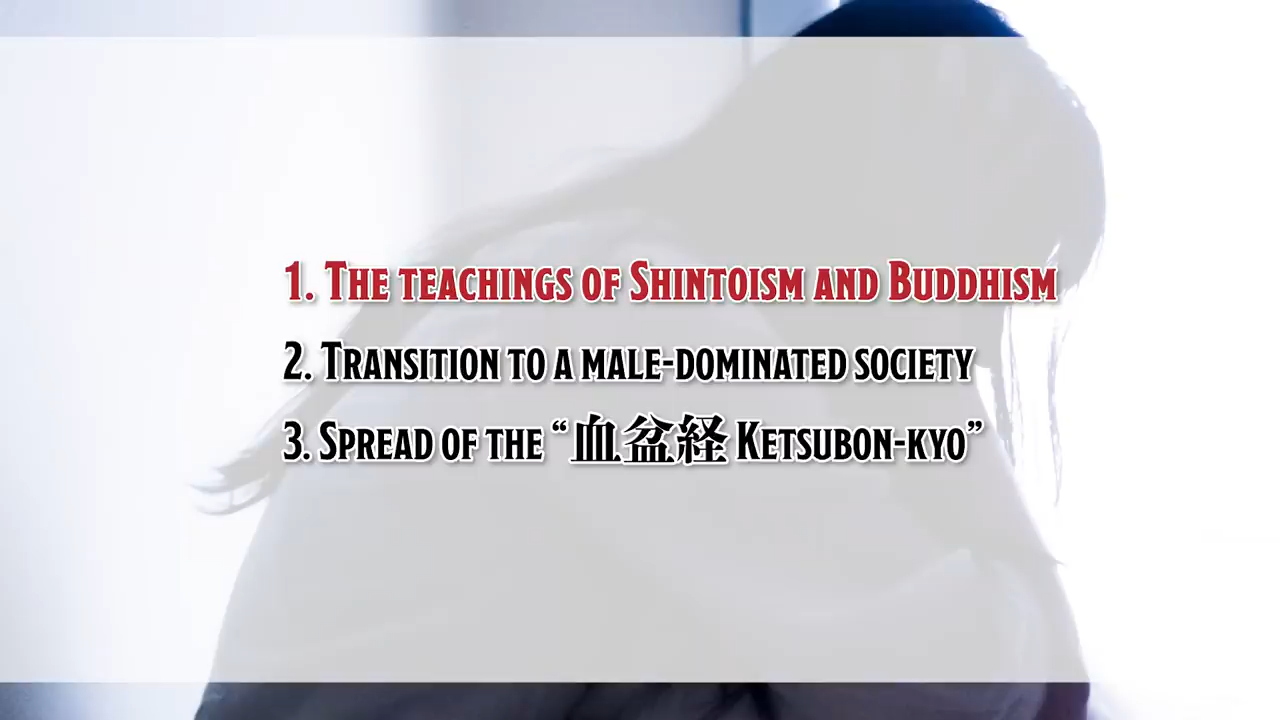 1. The teachings of Shintoism and Buddhism
2. Transition to a male-dominated society
3. Spread of the “血盆経 Ketsubon-kyo”